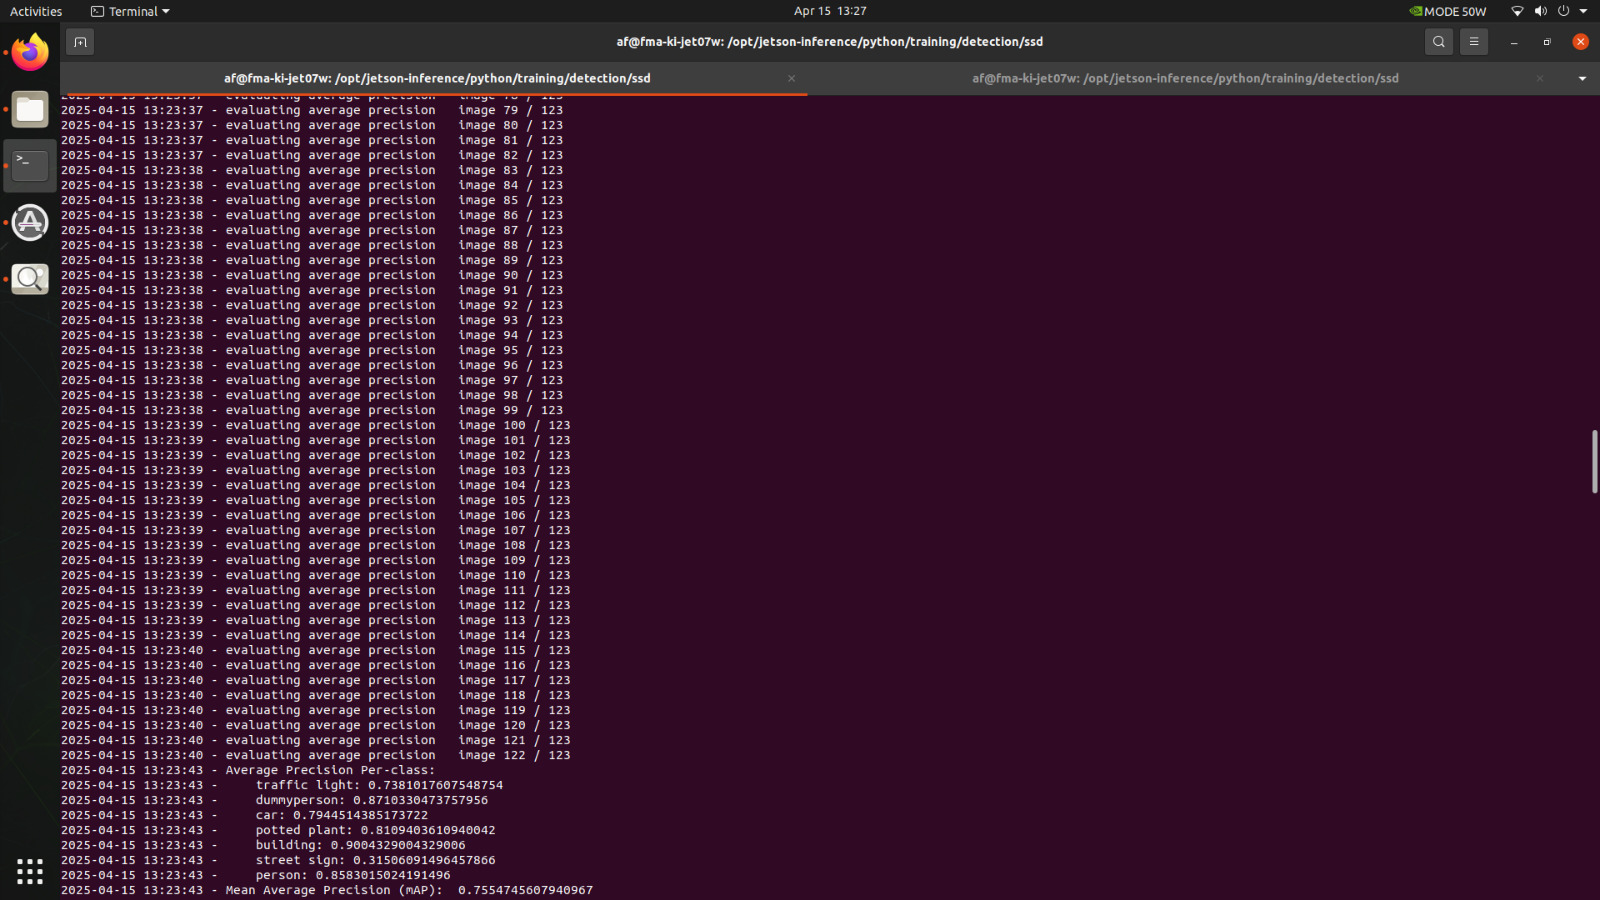 Activities Terminal Apr 15 13:27 MODE 50W
af@fma-ki-jet07w: /opt/jetson-inference/python/training/detection/ssd
af@fma-ki-jet07w: /opt/jetson-inference/python/training/detection/ssd af@fma-ki-jet07w: /opt/jetson-inference/python/training/detection/ssd
2025-04-15 13:23:37 - evaluating average precision image 78 / 123
2025-04-15 13:23:37 - evaluating average precision image 79 / 123
2025-04-15 13:23:37 - evaluating average precision image 80 / 123
2025-04-15 13:23:37 - evaluating average precision image 81 / 123
2025-04-15 13:23:37 - evaluating average precision image 82 / 123
2025-04-15 13:23:38 - evaluating average precision image 83 / 123
2025-04-15 13:23:38 - evaluating average precision image 84 / 123
2025-04-15 13:23:38 - evaluating average precision image 85 / 123
2025-04-15 13:23:38 - evaluating average precision image 86 / 123
2025-04-15 13:23:38 - evaluating average precision image 87 / 123
2025-04-15 13:23:38 - evaluating average precision image 88 / 123
2025-04-15 13:23:38 - evaluating average precision image 89 / 123
2025-04-15 13:23:38 - evaluating average precision image 90 / 123
2025-04-15 13:23:38 - evaluating average precision image 91 / 123
2025-04-15 13:23:38 - evaluating average precision image 92 / 123
2025-04-15 13:23:38 - evaluating average precision image 93 / 123
2025-04-15 13:23:38 - evaluating average precision image 94 / 123
2025-04-15 13:23:38 - evaluating average precision image 95 / 123
2025-04-15 13:23:38 - evaluating average precision image 96 / 123
2025-04-15 13:23:38 - evaluating average precision image 97 / 123
2025-04-15 13:23:38 - evaluating average precision image 98 / 123
2025-04-15 13:23:38 - evaluating average precision image 99 / 123
2025-04-15 13:23:39 - evaluating average precision image 100 / 123
2025-04-15 13:23:39 - evaluating average precision image 101 / 123
2025-04-15 13:23:39 - evaluating average precision image 102 / 123
2025-04-15 13:23:39 - evaluating average precision image 103 / 123
2025-04-15 13:23:39 - evaluating average precision image 104 / 123
2025-04-15 13:23:39 - evaluating average precision image 105 / 123
2025-04-15 13:23:39 - evaluating average precision image 106 / 123
2025-04-15 13:23:39 - evaluating average precision image 107 / 123
2025-04-15 13:23:39 - evaluating average precision image 108 / 123
2025-04-15 13:23:39 - evaluating average precision image 109 / 123
2025-04-15 13:23:39 - evaluating average precision image 110 / 123
2025-04-15 13:23:39 - evaluating average precision image 111 / 123
2025-04-15 13:23:39 - evaluating average precision image 112 / 123
2025-04-15 13:23:39 - evaluating average precision image 113 / 123
2025-04-15 13:23:39 - evaluating average precision image 114 / 123
2025-04-15 13:23:40 - evaluating average precision image 115 / 123
2025-04-15 13:23:40 - evaluating average precision image 116 / 123
2025-04-15 13:23:40 - evaluating average precision image 117 / 123
2025-04-15 13:23:40 - evaluating average precision image 118 / 123
2025-04-15 13:23:40 - evaluating average precision image 119 / 123
2025-04-15 13:23:40 - evaluating average precision image 120 / 123
2025-04-15 13:23:40 - evaluating average precision image 121 / 123
2025-04-15 13:23:40 - evaluating average precision image 122 / 123
2025-04-15 13:23:43 - Average Precision Per-class:
2025-04-15 13:23:43 - traffic light: 0.7381017607548754
2025-04-15 13:23:43 - dummyperson: 0.8710330473757956
2025-04-15 13:23:43 - car: 0.7944514385173722
2025-04-15 13:23:43 - potted plant: 0.8109403610940042
2025-04-15 13:23:43 - building: 0.9004329004329006
2025-04-15 13:23:43 - street sign: 0.31506091496457866
2025-04-15 13:23:43 - person: 0.8583015024191496
2025-04-15 13:23:43 - Mean Average Precision (mAP): 0.7554745607940967